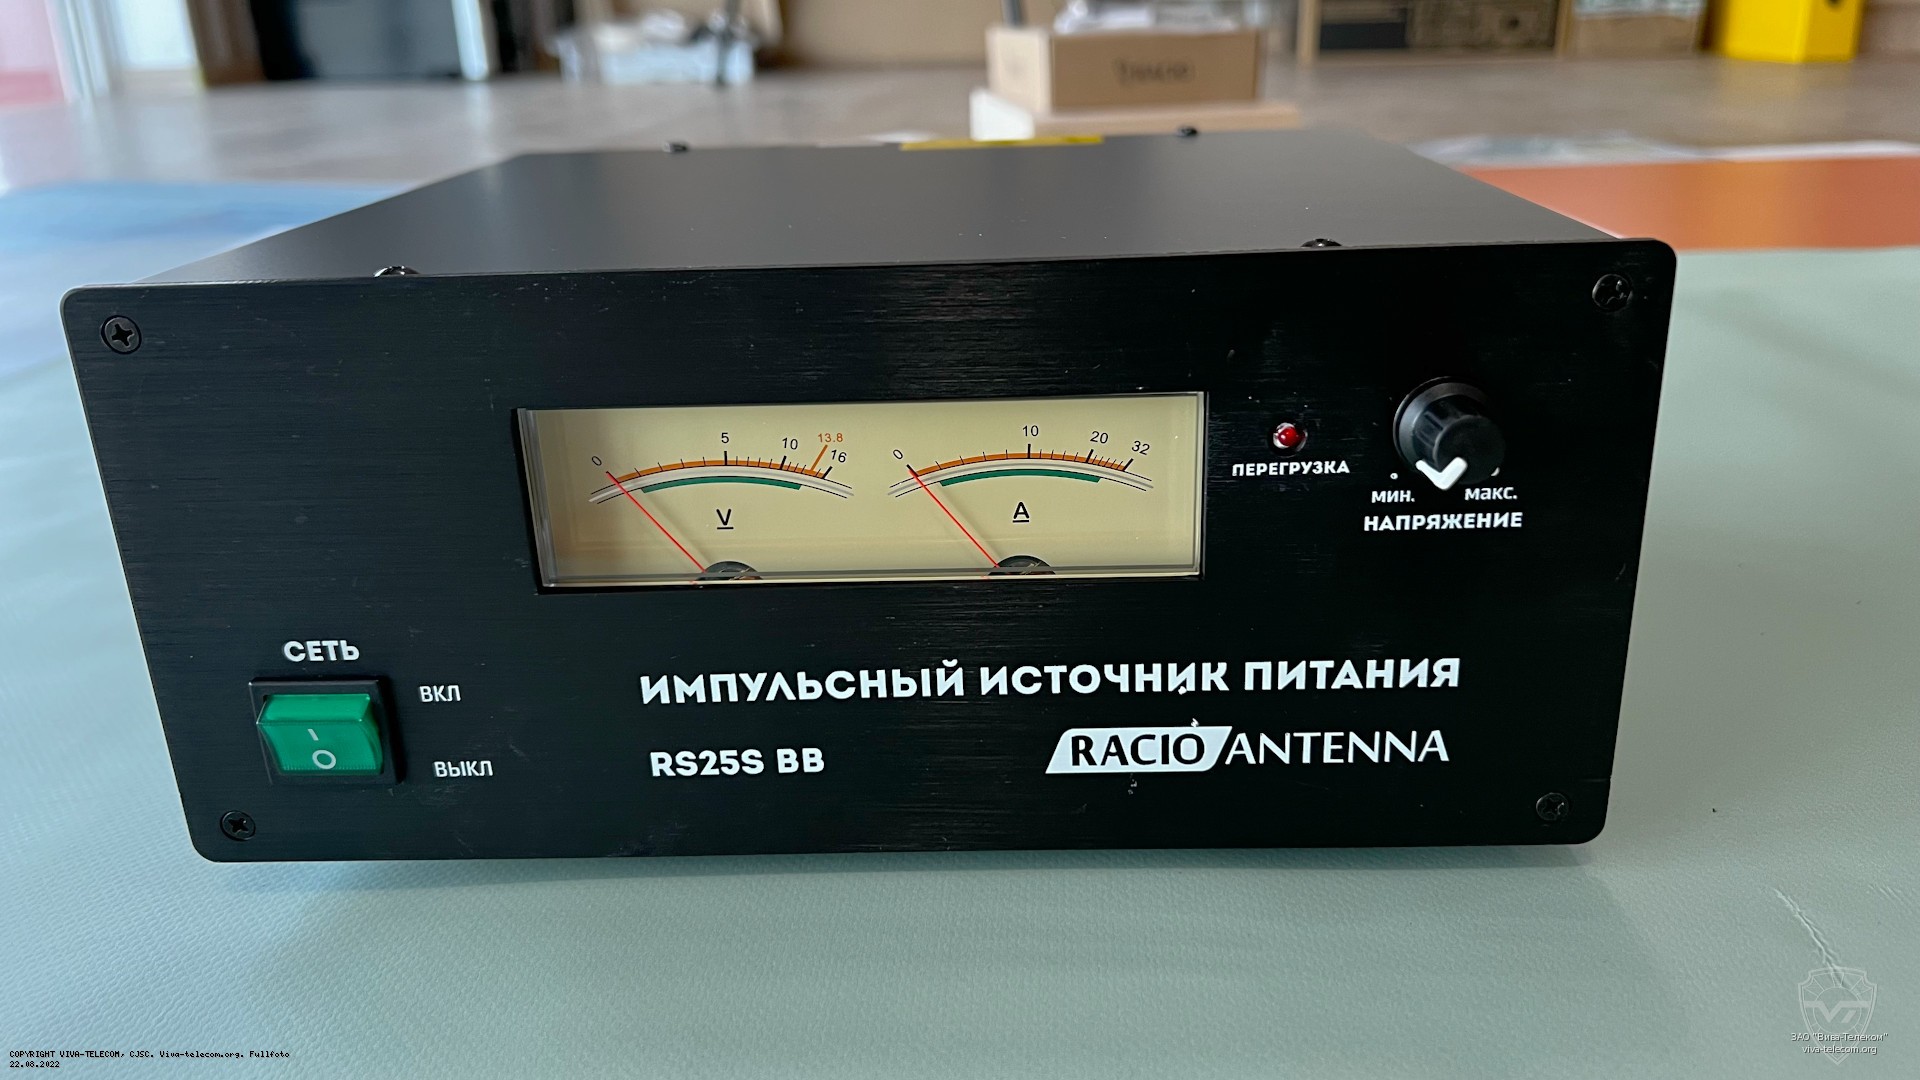 0 5 10 13.8 16
0 10 20 32
V
A
ПЕРЕГРУЗКА
МИН. МАКС.
НАПРЯЖЕНИЕ
СЕТЬ
ВКЛ
I
O
ВЫКЛ
ИМПУЛЬСНЫЙ ИСТОЧНИК ПИТАНИЯ
RS25S BB
RACIO ANTENNA
ЗАО "Вива-Телеком"
viva-telecom.org
COPYRIGHT VIVA-TELECOM, CJSC. Viva-telecom.org. Fullfoto
22.08.2022